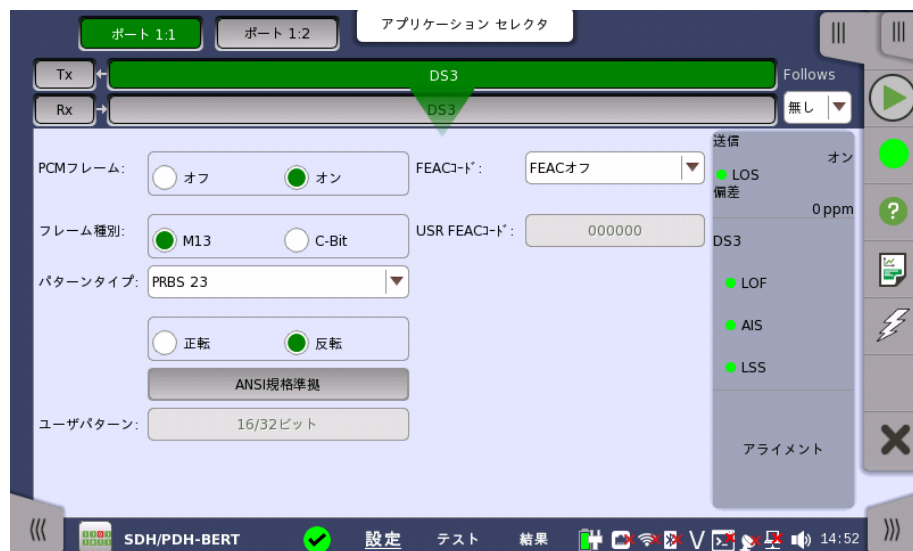 ポート 1:1
ポート 1:2
アプリケーション セレクタ
Tx
DS3
Follows
Rx
DS3
無し
PCMフレーム:
オフ
オン
FEACｺｰﾄﾞ:
FEACオフ
フレーム種別:
M13
C-Bit
USR FEACｺｰﾄﾞ:
000000
パターンタイプ:
PRBS 23
正転
反転
ANSI規格準拠
ユーザパターン:
16/32ビット
送信
オン
LOS
偏差
0 ppm
DS3
LOF
AIS
LSS
アライメント
SDH/PDH-BERT
設定
テスト
結果
14:52